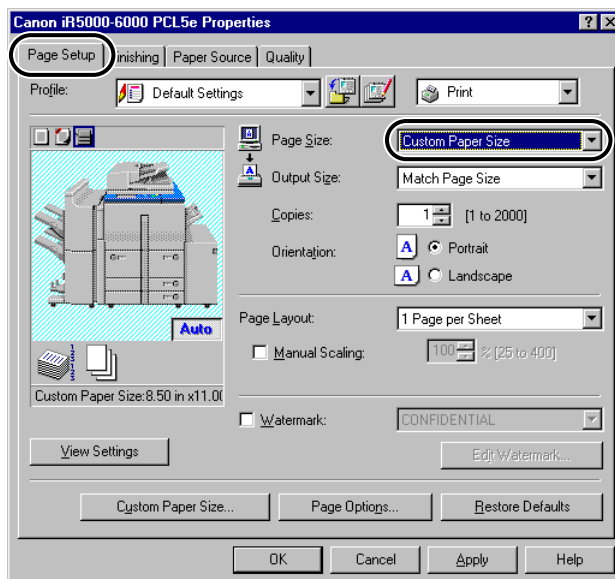 Canon iR5000-6000 PCL5e Properties
Page Setup inishing Paper Source Quality
Profile: Default Settings Print
Page Size: Custom Paper Size
Output Size: Match Page Size
Copies: 1 [1 to 2000]
Orientation: A Portrait
A Landscape
Auto
Page Layout: 1 Page per Sheet
Manual Scaling: 100 % [25 to 400]
Custom Paper Size:8.50 in x11.00
Watermark: CONFIDENTIAL
View Settings Edit Watermark...
Custom Paper Size... Page Options... Restore Defaults
OK Cancel Apply Help